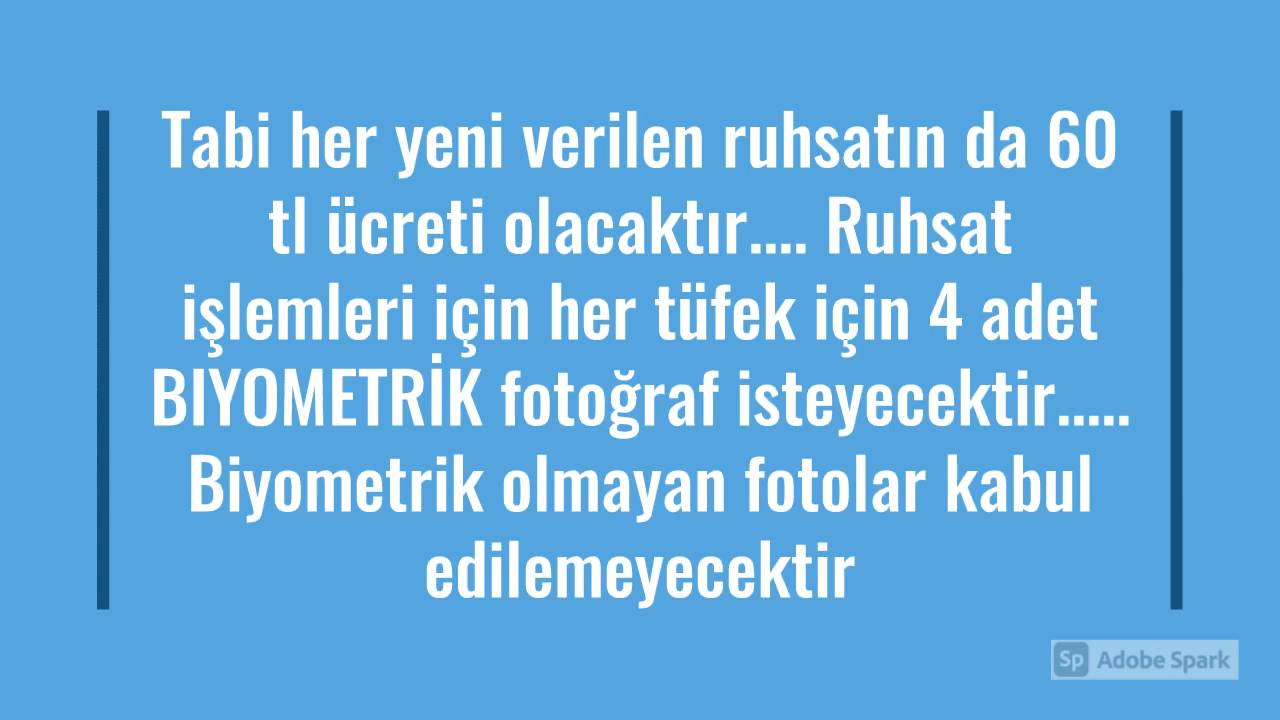 Tabi her yeni verilen ruhsatın da 60
tl ücreti olacaktır.... Ruhsat
işlemleri için her tüfek için 4 adet
BIYOMETRİK fotoğraf isteyecektir.....
Biyometrik olmayan fotolar kabul
edilemeyecektir
Sp Adobe Spark